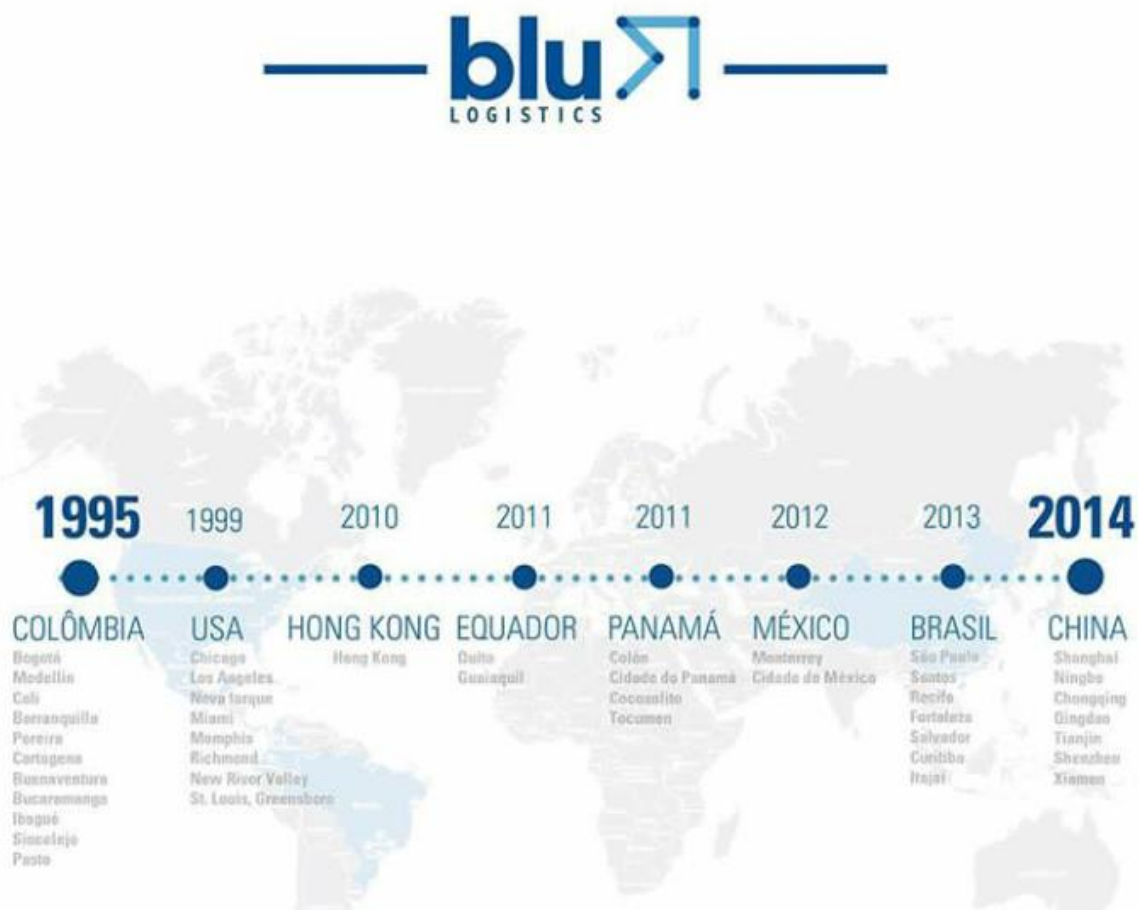 blu
LOGISTICS
1995
1999
2010
2011
2011
2012
2013
2014
COLÔMBIA
USA
HONG KONG
EQUADOR
PANAMÁ
MÉXICO
BRASIL
CHINA
Bogotá
Medellin
Cali
Barranquilla
Pereira
Cartagena
Buenaventura
Bucaramanga
Ibagué
Sincelejo
Pasto
Chicago
Los Angeles
Nova Iorque
Miami
Memphis
Richmond
New River Valley
St. Louis, Greensboro
Hong Kong
Quito
Guaiaquil
Colón
Cidade do Panamá
Cocosolito
Tocumen
Monterrey
Cidade do México
São Paulo
Santos
Recife
Fortaleza
Salvador
Curitiba
Itajaí
Shanghai
Ningbo
Chongqing
Qingdao
Tianjin
Shenzhen
Xiamen